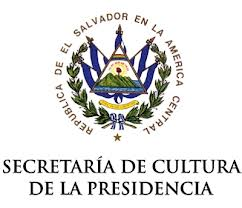 REPUBLICA DE EL SALVADOR EN LA AMERICA CENTRAL
SECRETARÍA DE CULTURA
DE LA PRESIDENCIA